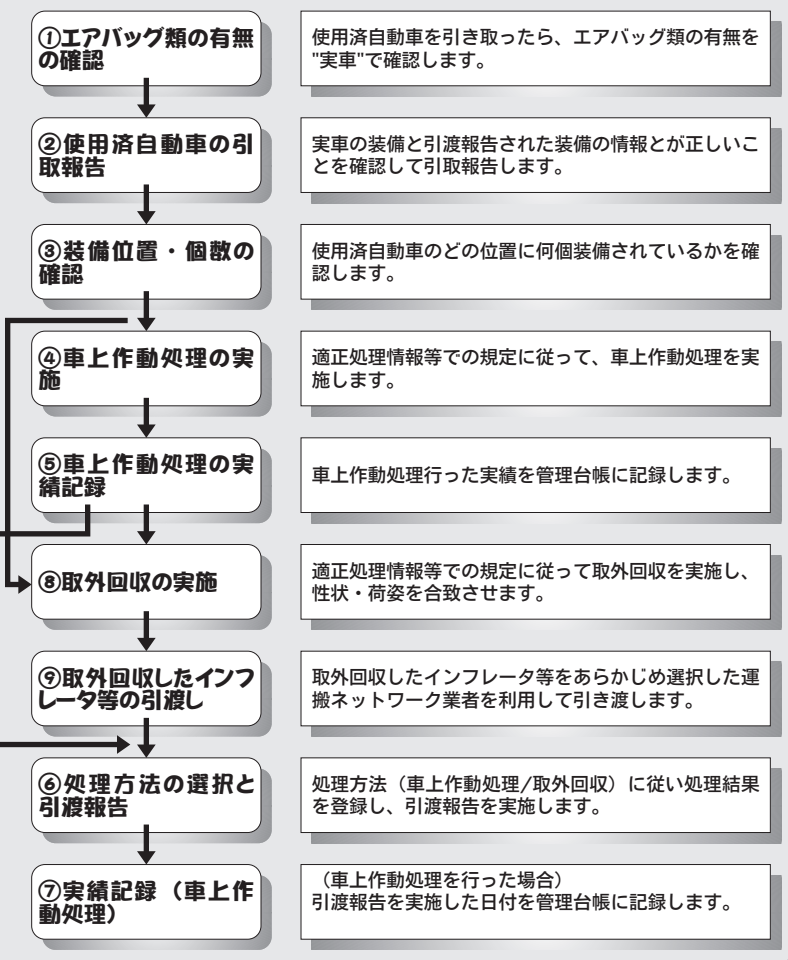 ①エアバッグ類の有無
の確認
使用済自動車を引き取ったら、エアバッグ類の有無を
"実車"で確認します。
②使用済自動車の引
取報告
実車の装備と引渡報告された装備の情報とが正しいこ
とを確認して引取報告します。
③装備位置・個数の
確認
使用済自動車のどの位置に何個装備されているかを確
認します。
④車上作動処理の実
施
適正処理情報等での規定に従って、車上作動処理を実
施します。
⑤車上作動処理の実
績記録
車上作動処理行った実績を管理台帳に記録します。
⑧取外回収の実施
適正処理情報等での規定に従って取外回収を実施し、
性状・荷姿を合致させます。
⑨取外回収したインフ
レータ等の引渡し
取外回収したインフレータ等をあらかじめ選択した運
搬ネットワーク業者を利用して引き渡します。
⑥処理方法の選択と
引渡報告
処理方法（車上作動処理/取外回収）に従い処理結果
を登録し、引渡報告を実施します。
⑦実績記録（車上作
動処理）
（車上作動処理を行った場合）
引渡報告を実施した日付を管理台帳に記録します。